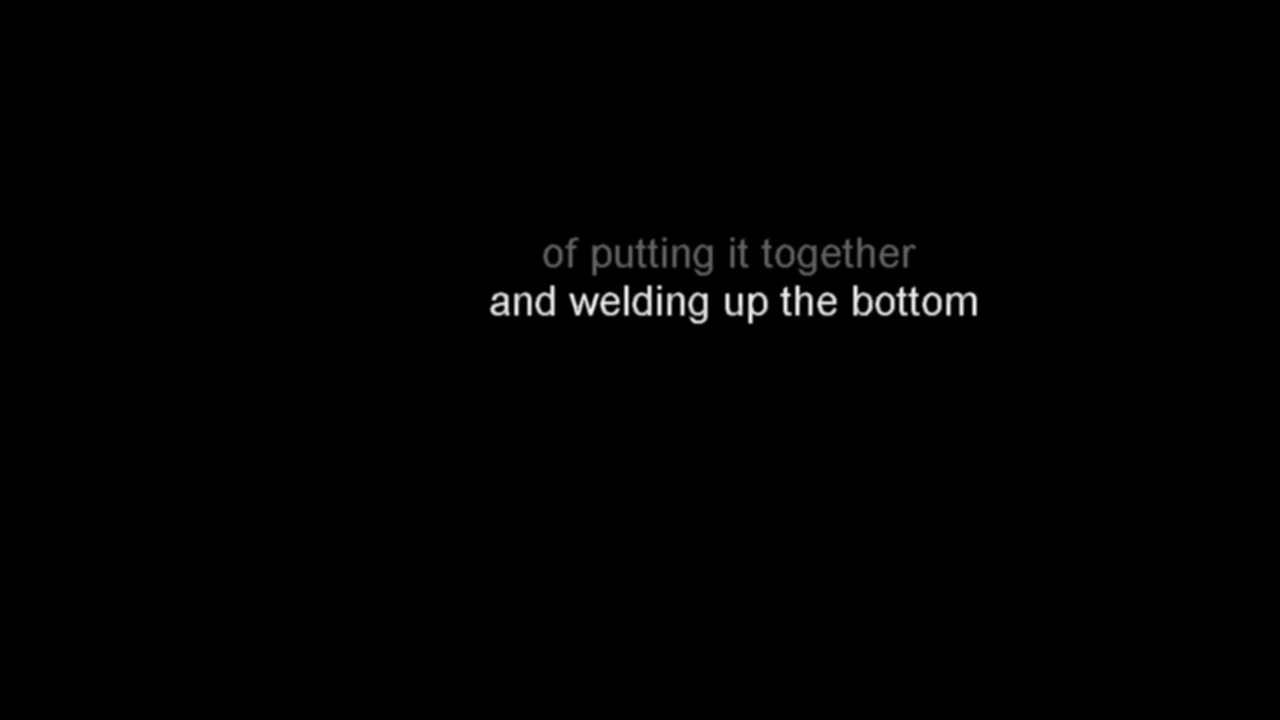 of putting it together
and welding up the bottom